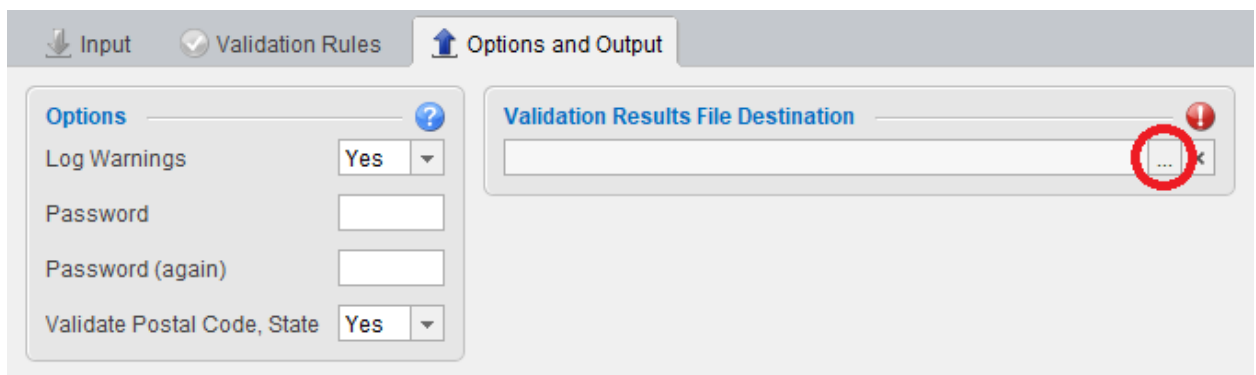 Input
Validation Rules
Options and Output
Options
?
Log Warnings
Yes
Password
Password (again)
Validate Postal Code, State
Yes
Validation Results File Destination
!
...
×